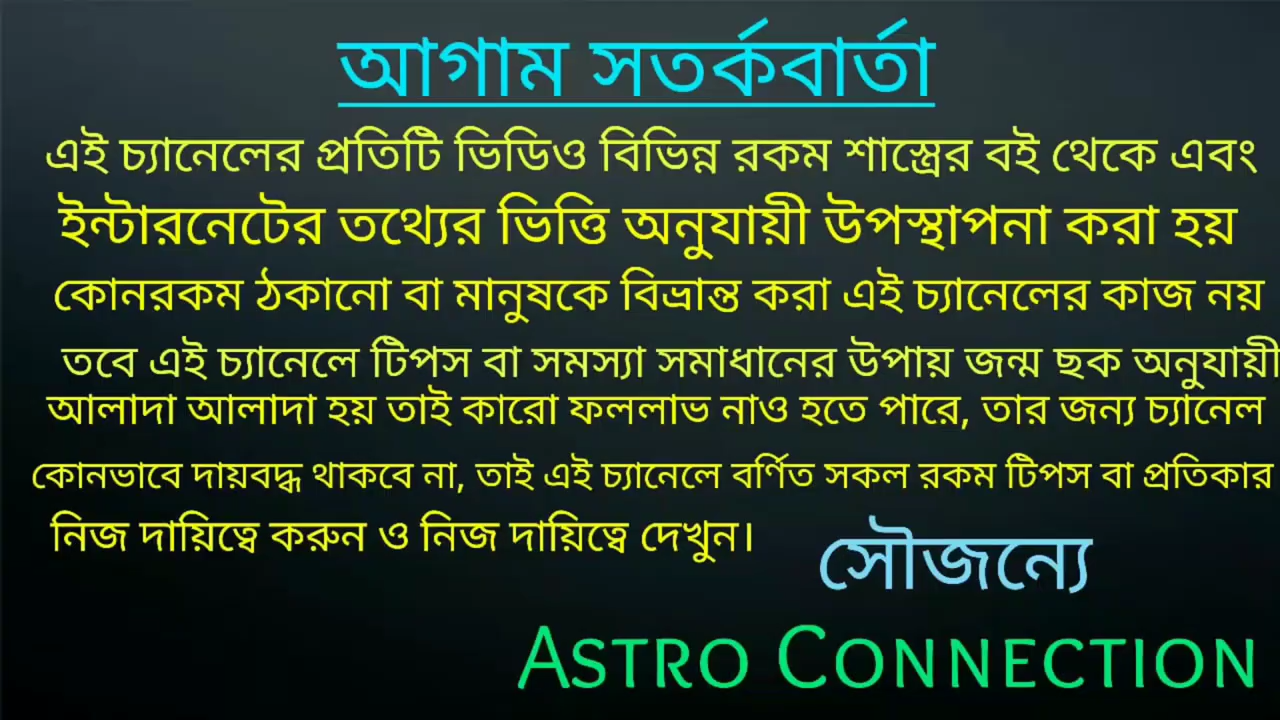 আগাম সতর্কবার্তা
এই চ্যানেলের প্রতিটি ভিডিও বিভিন্ন রকম শাস্ত্রের বই থেকে এবং
ইন্টারনেটের তথ্যের ভিত্তি অনুযায়ী উপস্থাপনা করা হয়
কোনরকম ঠকানো বা মানুষকে বিভ্রান্ত করা এই চ্যানেলের কাজ নয়
তবে এই চ্যানেলে টিপস বা সমস্যা সমাধানের উপায় জন্ম ছক অনুযায়ী
আলাদা আলাদা হয় তাই কারো ফললাভ নাও হতে পারে, তার জন্য চ্যানেল
কোনভাবে দায়বদ্ধ থাকবে না, তাই এই চ্যানেলে বর্ণিত সকল রকম টিপস বা প্রতিকার
নিজ দায়িত্বে করুন ও নিজ দায়িত্বে দেখুন।
সৌজন্যে
ASTRO CONNECTION